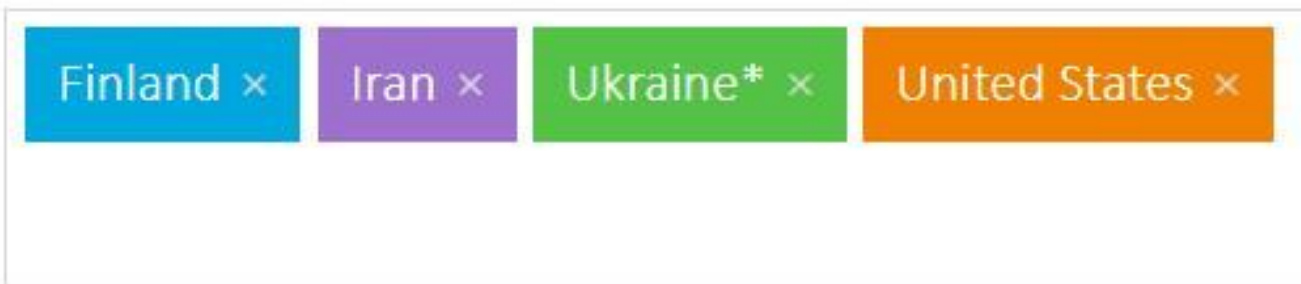 Finland × Iran × Ukraine* × United States ×